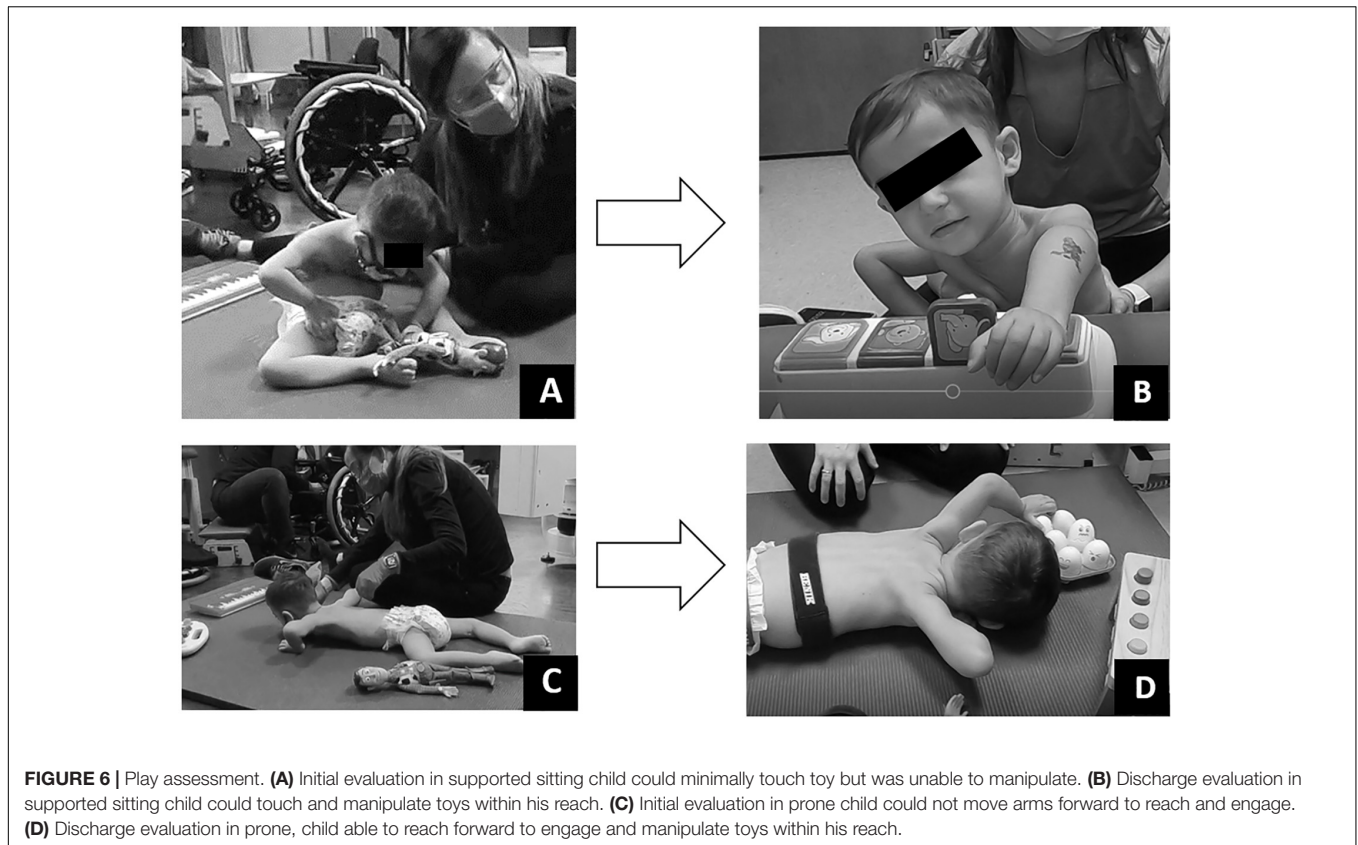 A
B
C
D
FIGURE 6 | Play assessment. (A) Initial evaluation in supported sitting child could minimally touch toy but was unable to manipulate. (B) Discharge evaluation in
supported sitting child could touch and manipulate toys within his reach. (C) Initial evaluation in prone child could not move arms forward to reach and engage.
(D) Discharge evaluation in prone, child able to reach forward to engage and manipulate toys within his reach.